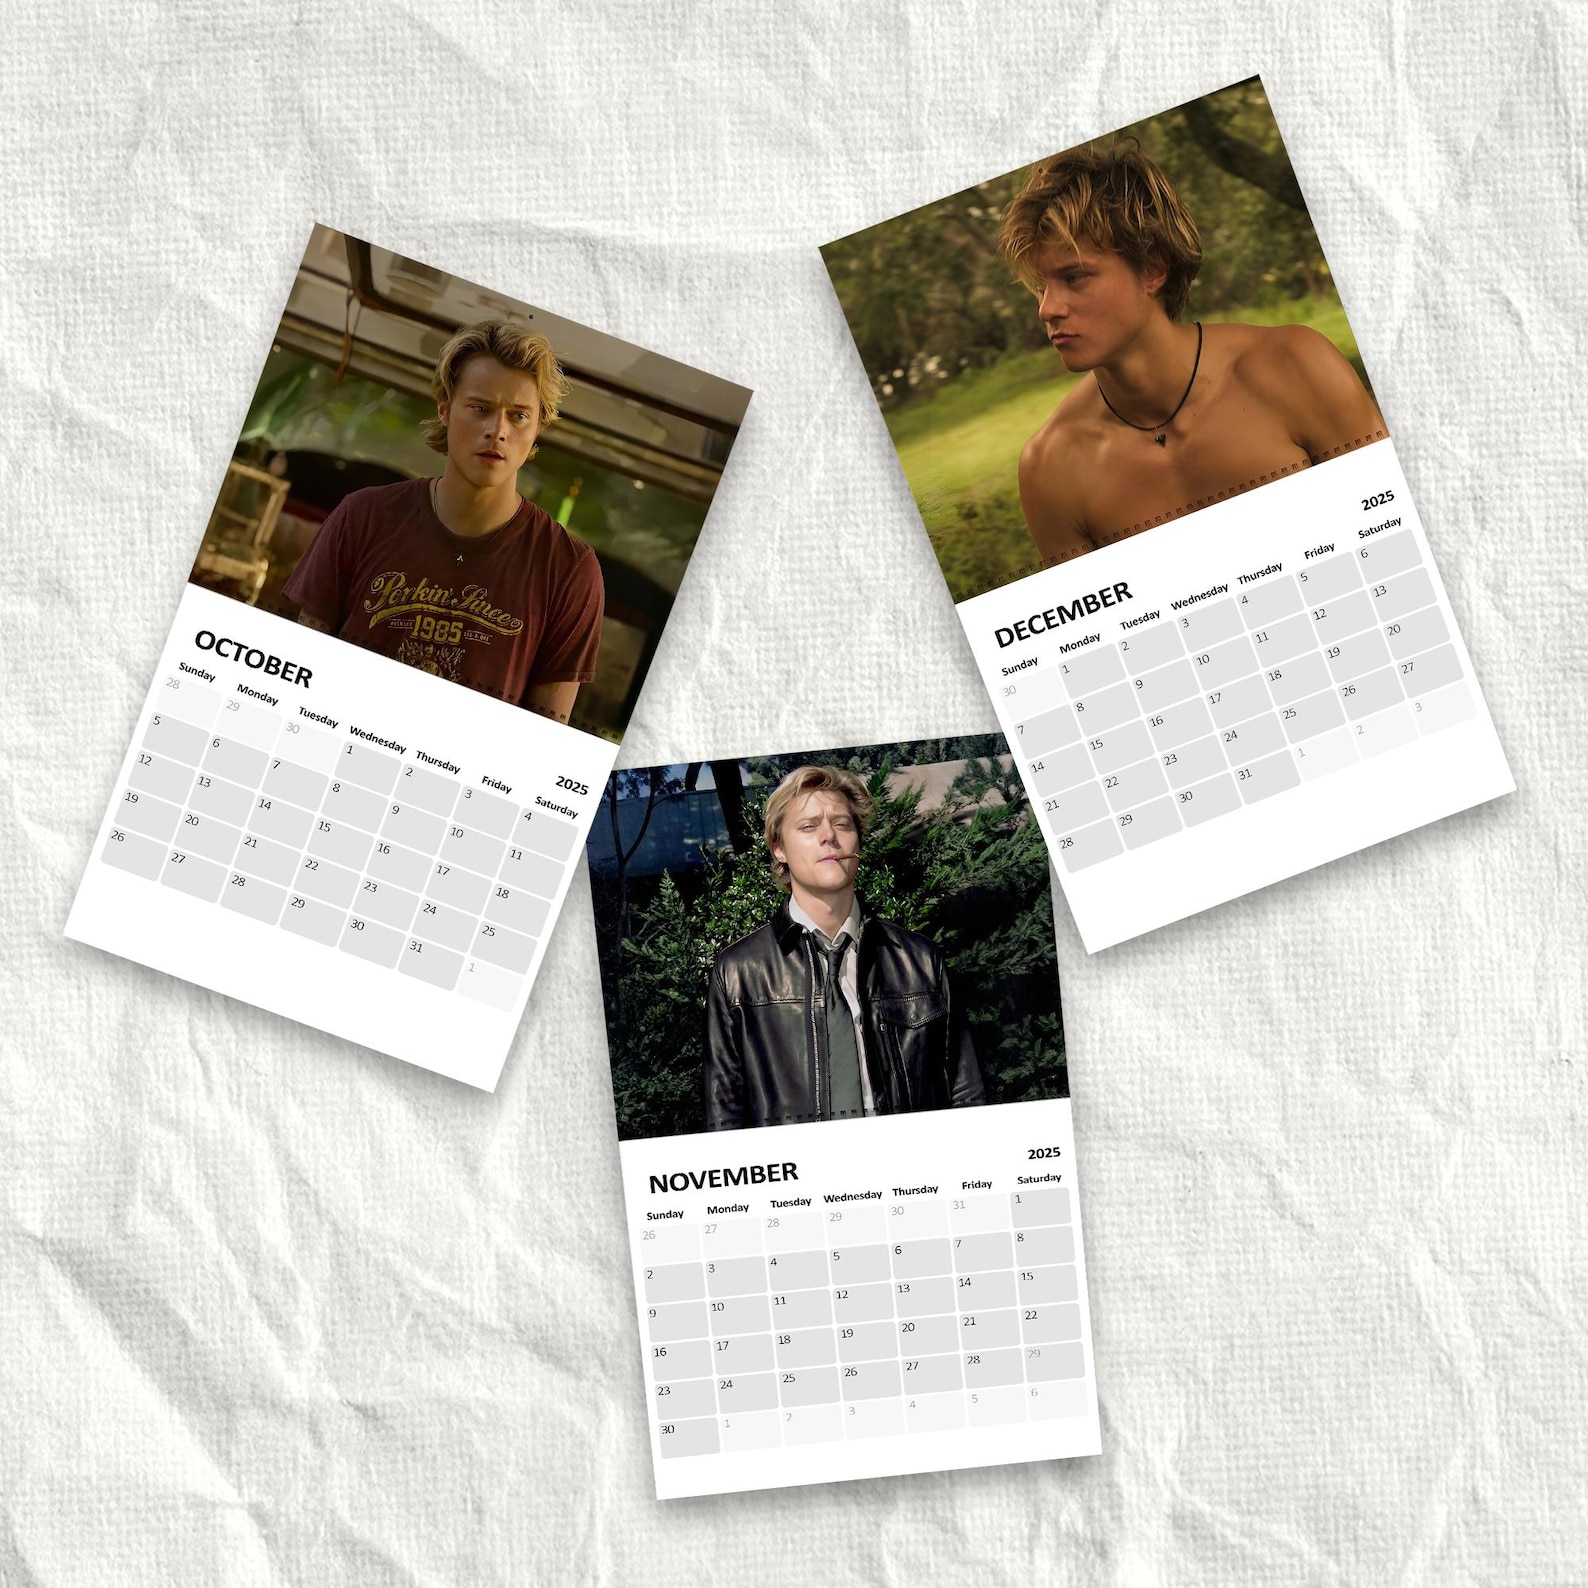 Perkin' Since
1985
OCTOBER
2025
Sunday Monday Tuesday Wednesday Thursday Friday Saturday
28 29 30 1 2 3 4
5 6 7 8 9 10 11
12 13 14 15 16 17 18
19 20 21 22 23 24 25
26 27 28 29 30 31 1
DECEMBER
2025
Sunday Monday Tuesday Wednesday Thursday Friday Saturday
30 1 2 3 4 5 6
7 8 9 10 11 12 13
14 15 16 17 18 19 20
21 22 23 24 25 26 27
28 29 30 31 1 2 3
NOVEMBER
2025
Sunday Monday Tuesday Wednesday Thursday Friday Saturday
26 27 28 29 30 31 1
2 3 4 5 6 7 8
9 10 11 12 13 14 15
16 17 18 19 20 21 22
23 24 25 26 27 28 29
30 1 2 3 4 5 6